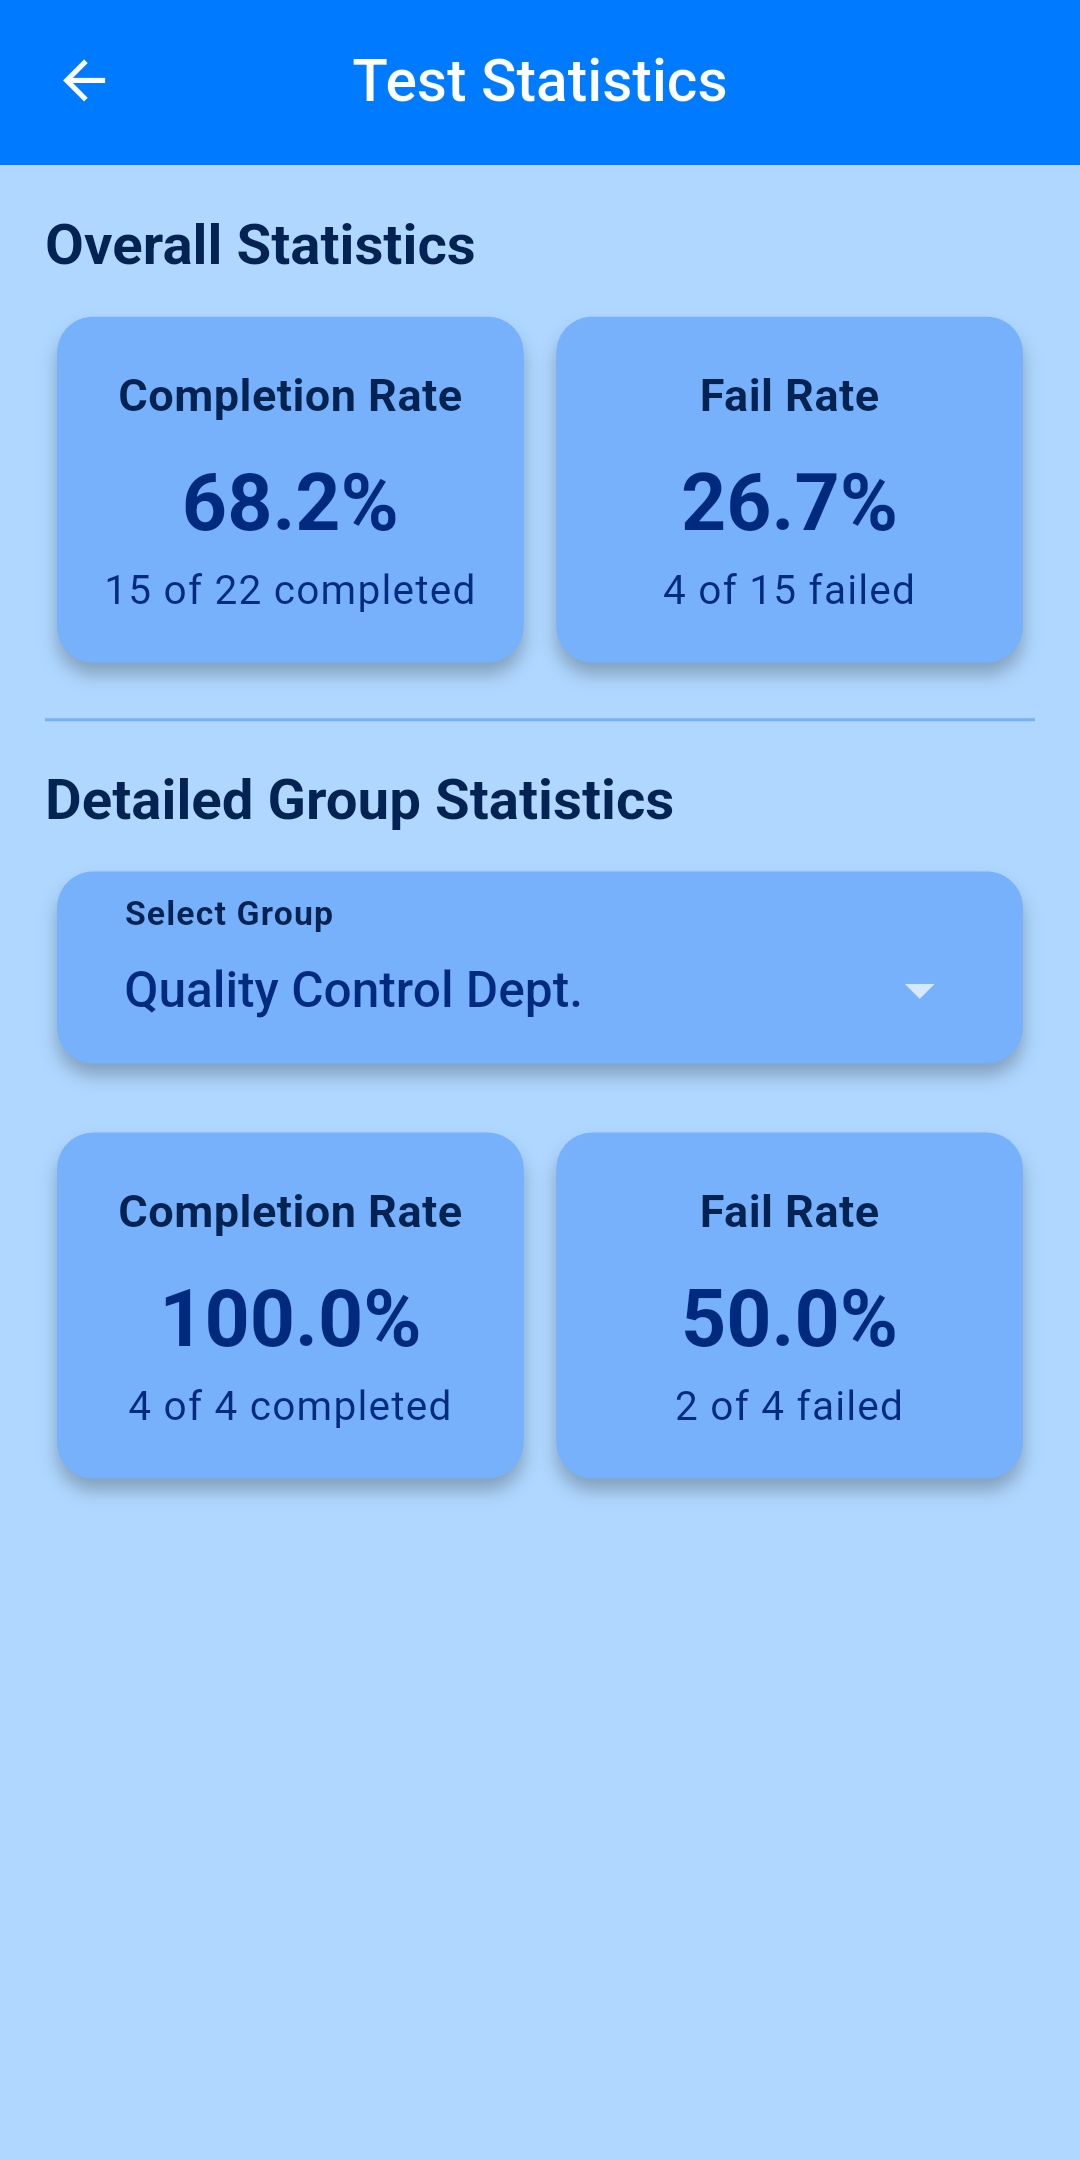 Test Statistics
Overall Statistics
Completion Rate
68.2%
15 of 22 completed
Fail Rate
26.7%
4 of 15 failed
Detailed Group Statistics
Select Group
Quality Control Dept.
Completion Rate
100.0%
4 of 4 completed
Fail Rate
50.0%
2 of 4 failed